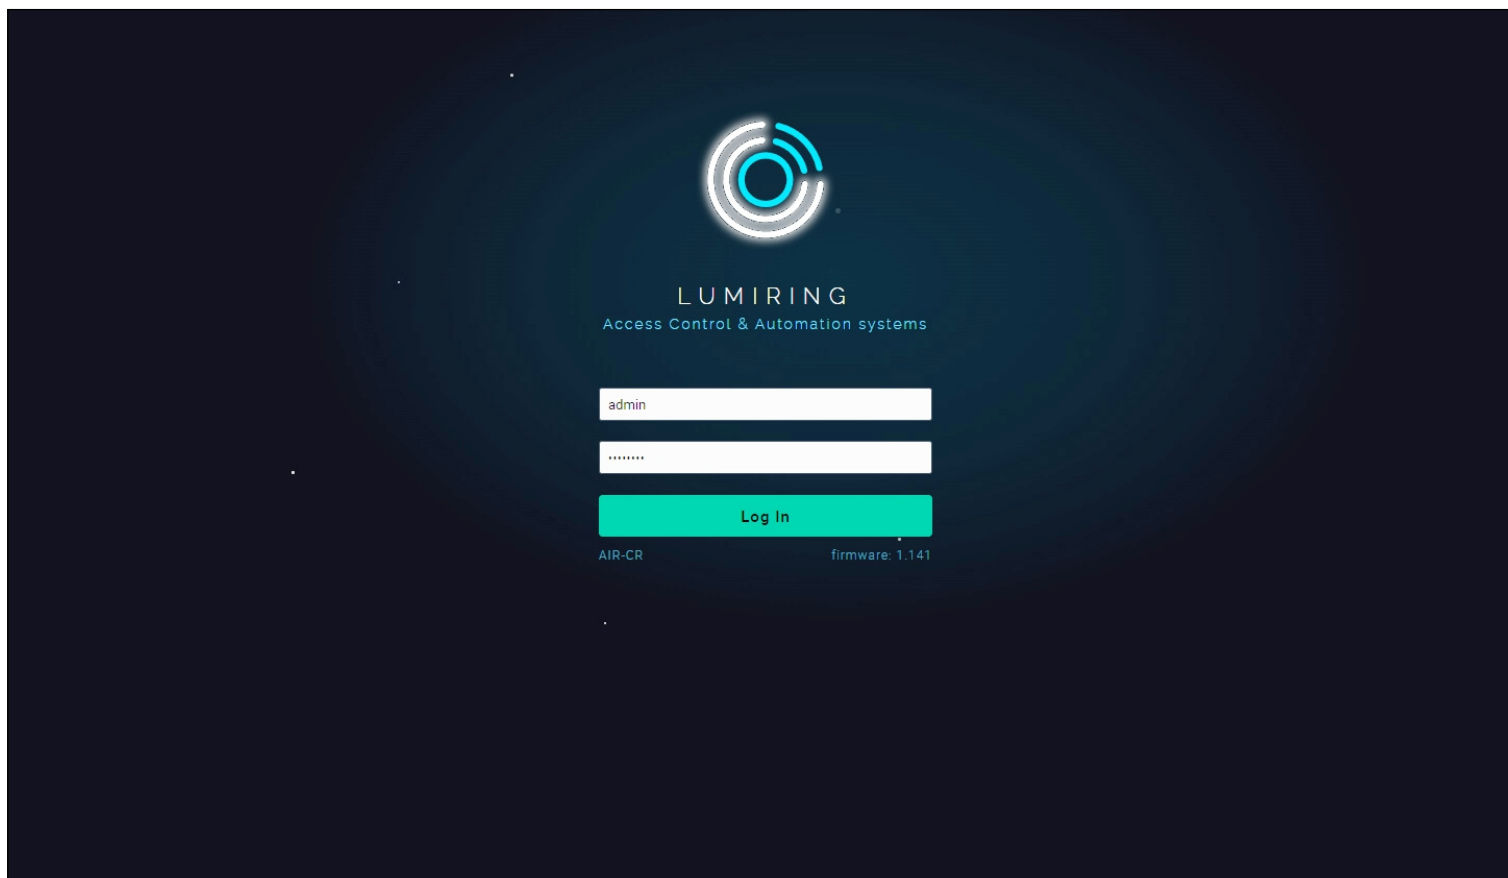 LUMIRING
Access Control & Automation systems
admin
········
Log In
AIR-CR firmware: 1.141